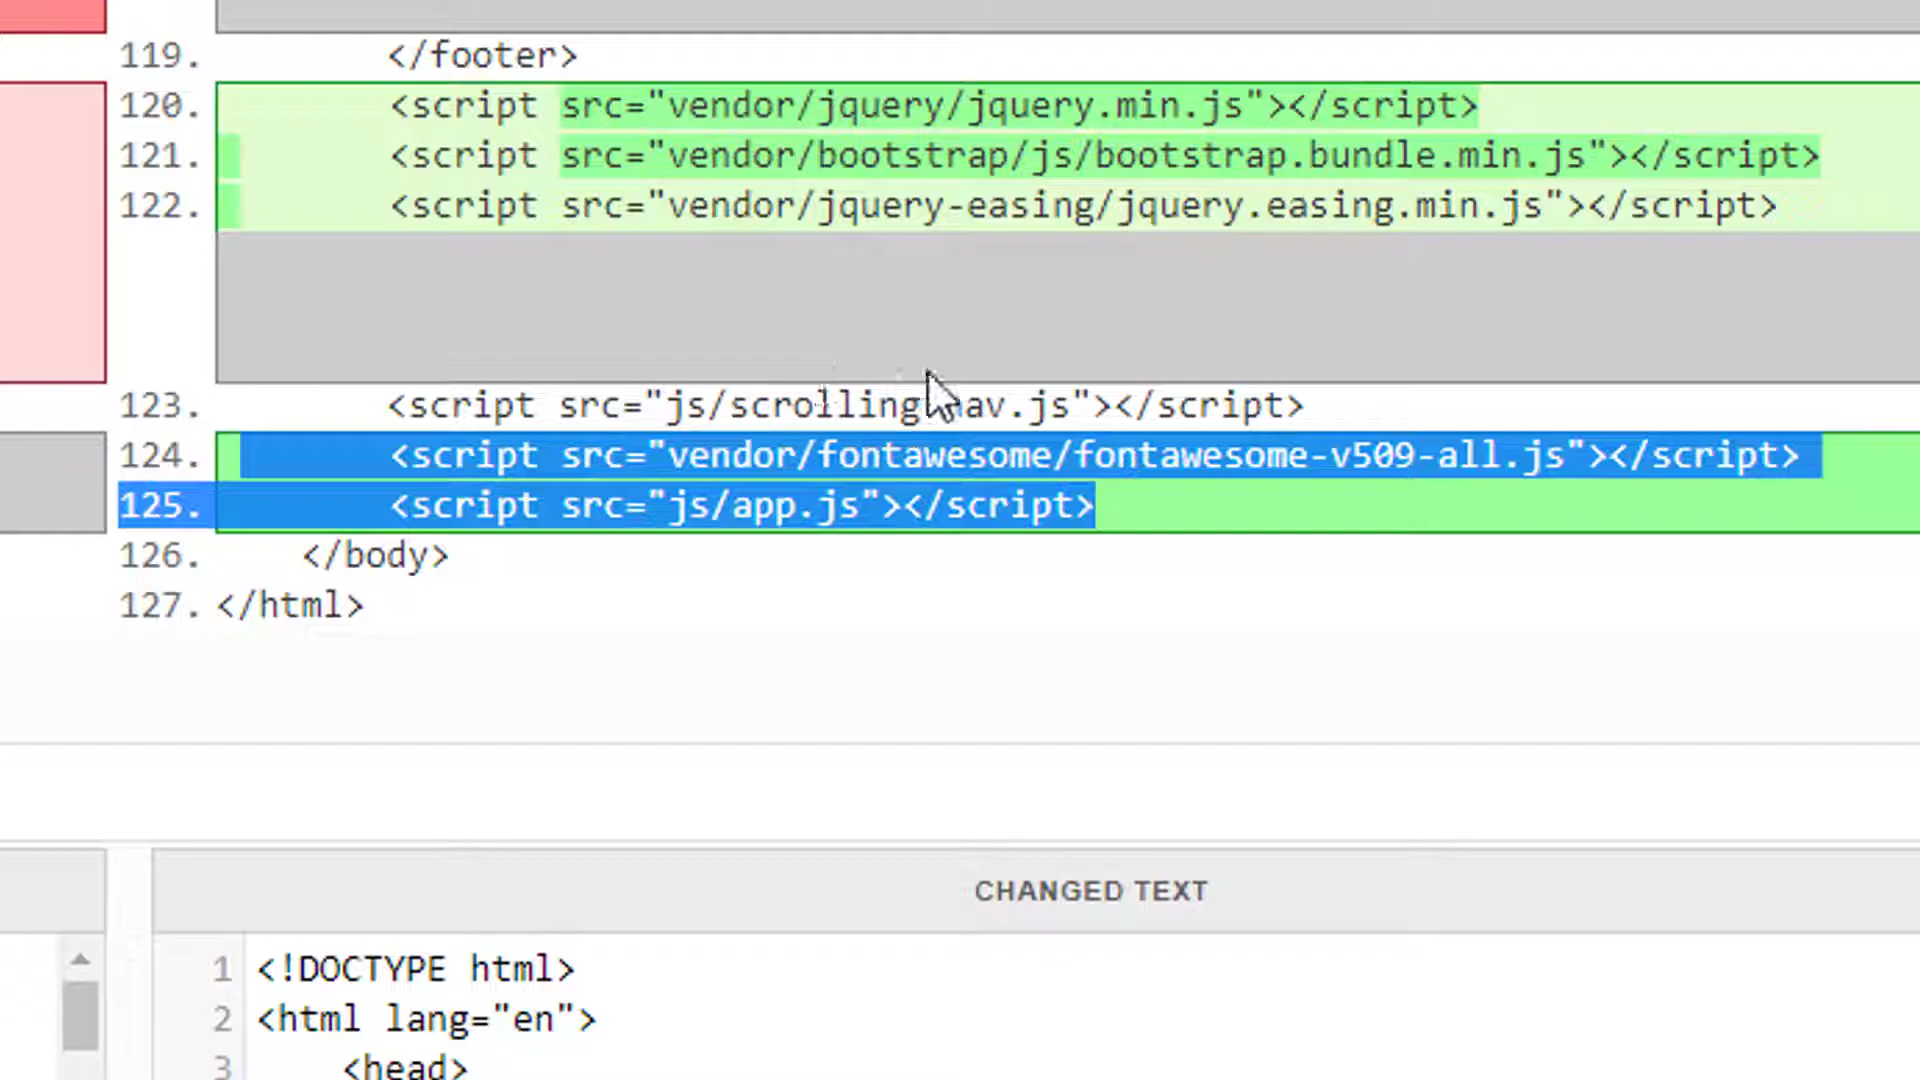 119. </footer>
120. <script src="vendor/jquery/jquery.min.js"></script>
121. <script src="vendor/bootstrap/js/bootstrap.bundle.min.js"></script>
122. <script src="vendor/jquery-easing/jquery.easing.min.js"></script>
123. <script src="js/scrolling-nav.js"></script>
124. <script src="vendor/fontawesome/fontawesome-v509-all.js"></script>
125. <script src="js/app.js"></script>
126. </body>
127. </html>
CHANGED TEXT
1 <!DOCTYPE html>
2 <html lang="en">
3 <head>